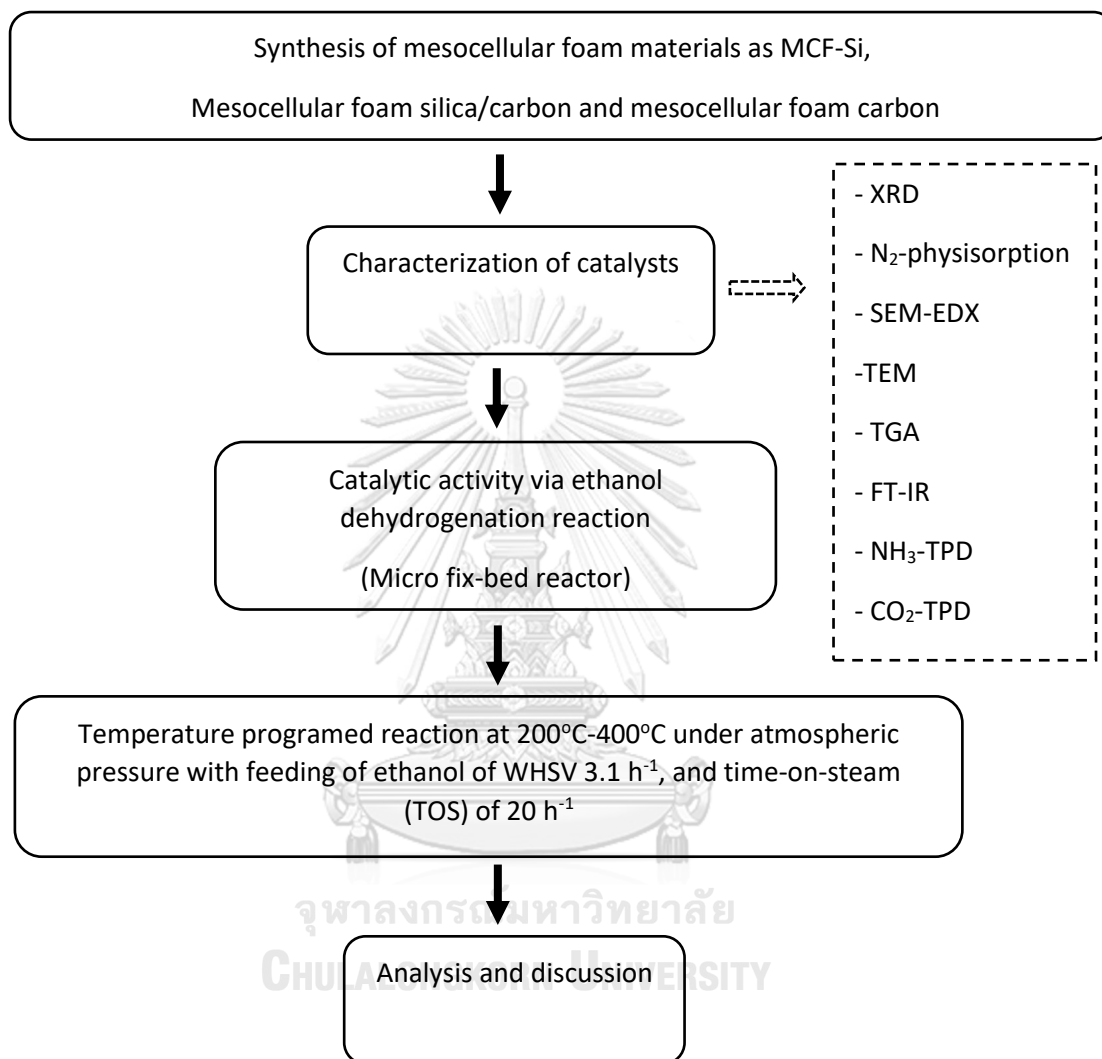 Synthesis of mesocellular foam materials as MCF-Si,
Mesocellular foam silica/carbon and mesocellular foam carbon
Characterization of catalysts
- XRD
- N₂-physisorption
- SEM-EDX
-TEM
- TGA
- FT-IR
- NH₃-TPD
- CO₂-TPD
Catalytic activity via ethanol
dehydrogenation reaction
(Micro fix-bed reactor)
Temperature programed reaction at 200°C-400°C under atmospheric
pressure with feeding of ethanol of WHSV 3.1 h⁻¹, and time-on-steam
(TOS) of 20 h⁻¹
จุฬาลงกรณ์มหาวิทยาลัย
CHULALONGKORN UNIVERSITY
Analysis and discussion